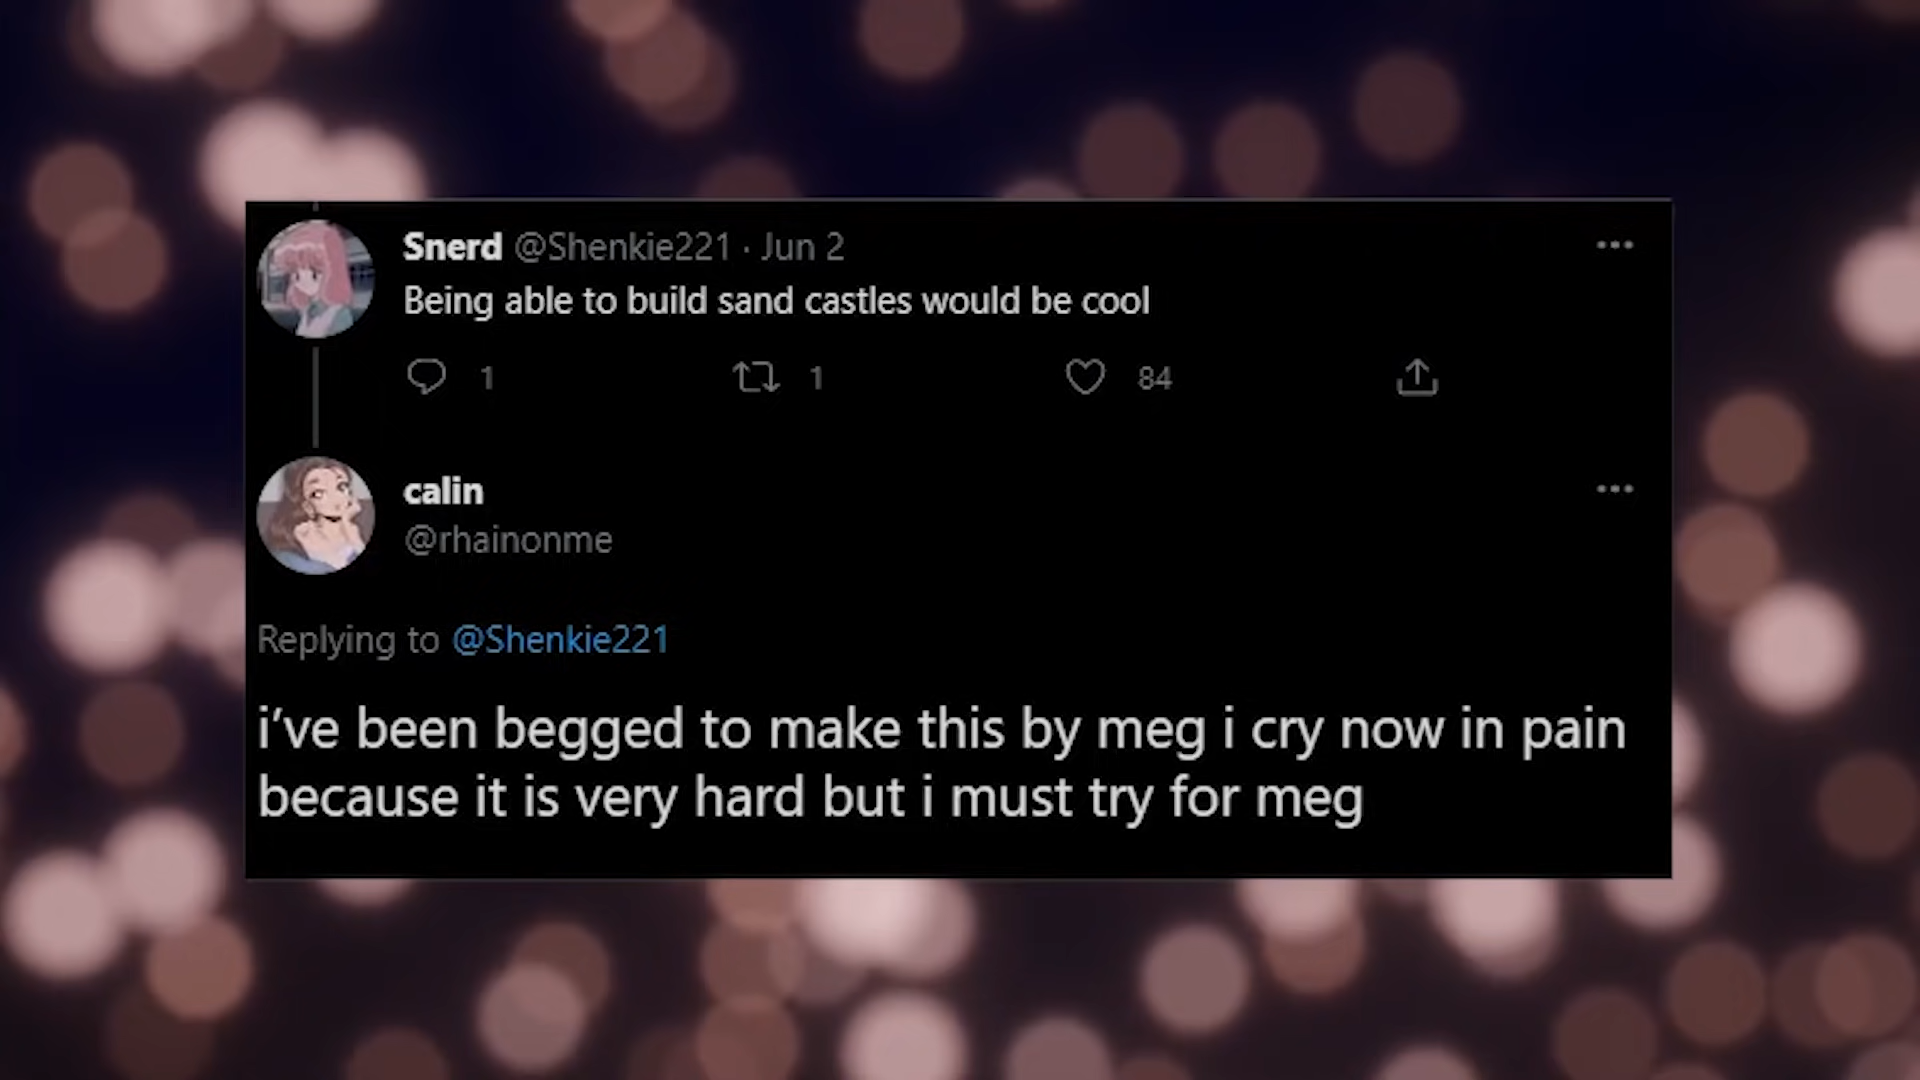 Snerd @Shenkie221 · Jun 2
Being able to build sand castles would be cool
1 1 84
calin
@rhainonme
Replying to @Shenkie221
i’ve been begged to make this by meg i cry now in pain
because it is very hard but i must try for meg